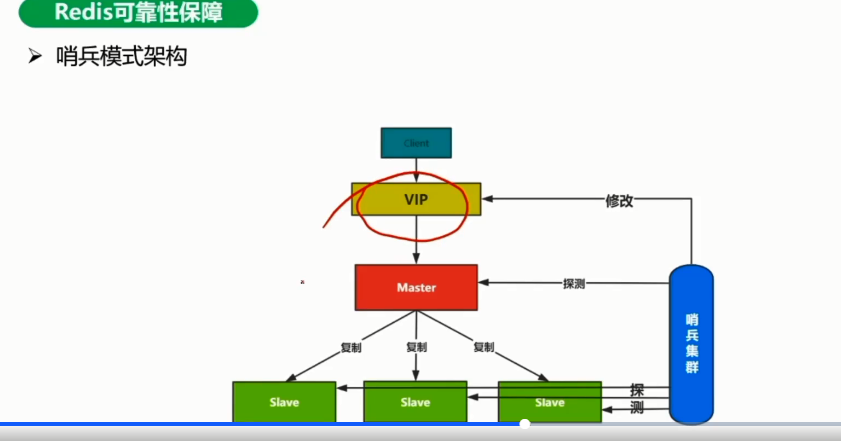 Redis可靠性保障
哨兵模式架构
Client
VIP
修改
Master
探测
哨兵集群
复制
复制
复制
探测
Slave
Slave
Slave